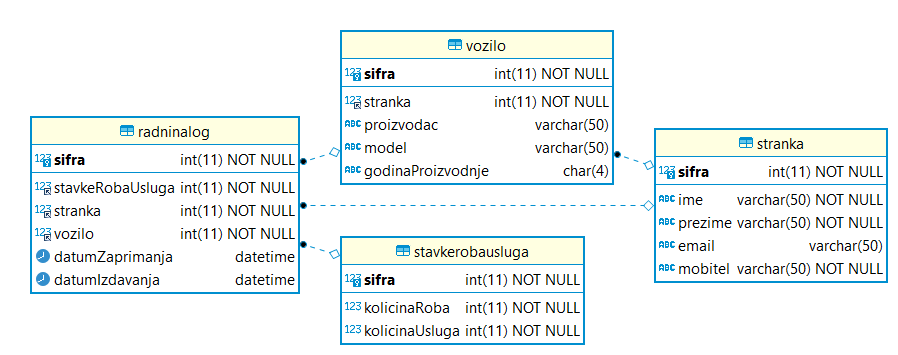 vozilo
sifra int(11) NOT NULL
stranka int(11) NOT NULL
proizvodac varchar(50)
model varchar(50)
godinaProizvodnje char(4)
radninalog
sifra int(11) NOT NULL
stavkeRobaUsluga int(11) NOT NULL
stranka int(11) NOT NULL
vozilo int(11) NOT NULL
datumZaprimanja datetime
datumIzdavanja datetime
stranka
sifra int(11) NOT NULL
ime varchar(50) NOT NULL
prezime varchar(50) NOT NULL
email varchar(50)
mobitel varchar(50) NOT NULL
stavkerobausluga
sifra int(11) NOT NULL
kolicinaRoba int(11) NOT NULL
kolicinaUsluga int(11) NOT NULL